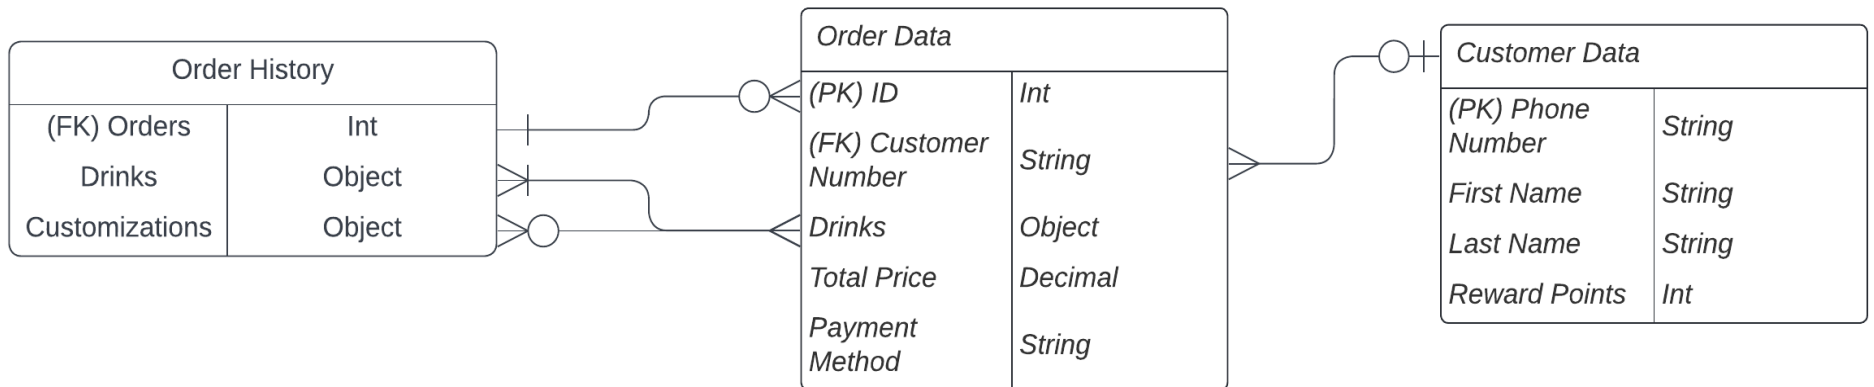 Order History
(FK) Orders Int
Drinks Object
Customizations Object
Order Data
(PK) ID Int
(FK) Customer
Number String
Drinks Object
Total Price Decimal
Payment
Method String
Customer Data
(PK) Phone
Number String
First Name String
Last Name String
Reward Points Int